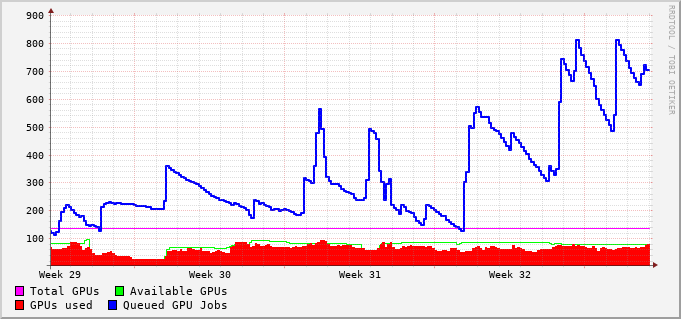 900
800
700
600
500
400
300
200
100
Week 29 Week 30 Week 31 Week 32
Total GPUs Available GPUs
GPUs used Queued GPU Jobs
RRDTOOL / TOBI OETIKER